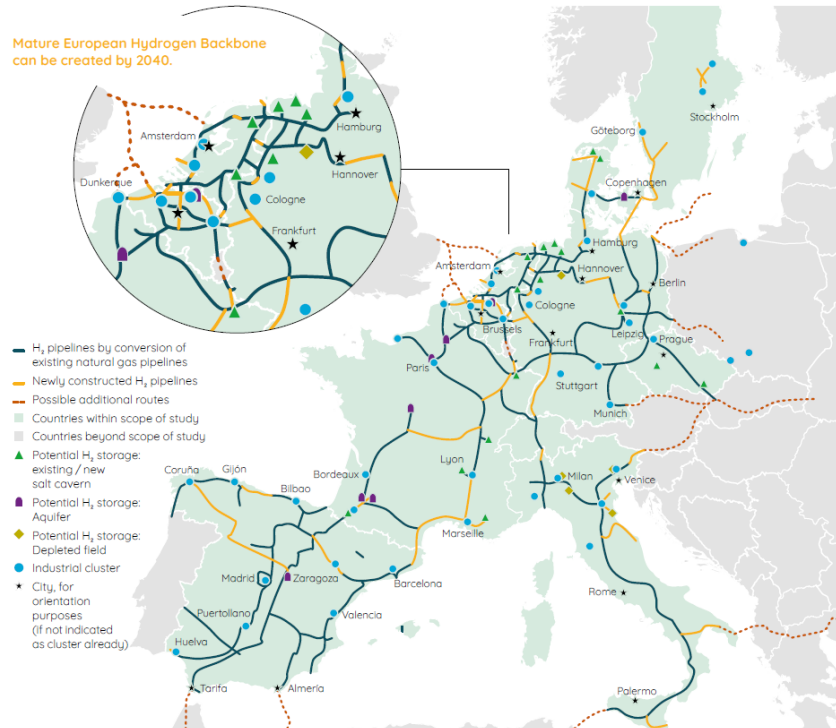 Mature European Hydrogen Backbone
can be created by 2040.
Amsterdam
Hamburg
Hannover
Dunkerque
Cologne
Frankfurt
Stockholm
Göteborg
Copenhagen
Hamburg
Amsterdam
Hannover
Berlin
Cologne
Brussels
Leipzig
Frankfurt
Prague
Paris
Stuttgart
Munich
H₂ pipelines by conversion of
existing natural gas pipelines
Newly constructed H₂ pipelines
Possible additional routes
Countries within scope of study
Countries beyond scope of study
Potential H₂ storage:
existing / new
salt cavern
Potential H₂ storage:
Aquifer
Potential H₂ storage:
Depleted field
Industrial cluster
City, for
orientation
purposes
(if not indicated
as cluster already)
Coruña
Gijón
Bilbao
Bordeaux
Lyon
Milan
Venice
Marseille
Madrid
Zaragoza
Barcelona
Puertollano
Valencia
Rome
Huelva
Tarifa
Almería
Palermo